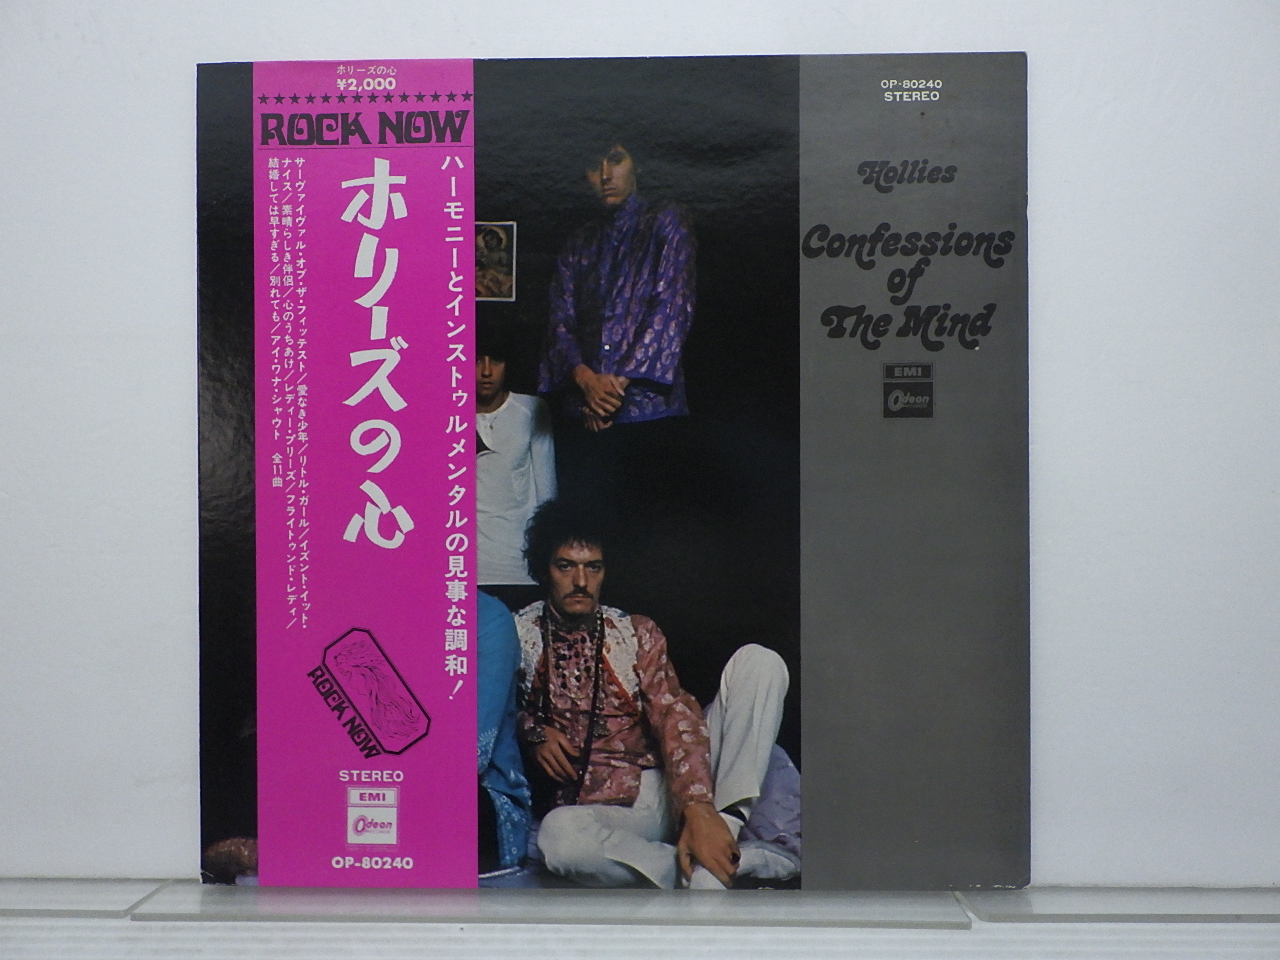 ホリーズの心
¥2,000
ROCK NOW
ハーモニーとインストゥルメンタルの見事な調和!
ホリーズの心
サーヴァイヴァル・オブ・ザ・フィッテスト/愛なき少年/リトル・ガール/イズント・イット・
ナイス/素晴らしき伴侶/心のうちあけ/レディー・プリーズ/フライトゥンド・レディ/
結婚しては早すぎる/別れても/アイ・ワナ・シャウト 全11曲
ROCK NOW
STEREO
EMI
Odeon
OP-80240
OP-80240
STEREO
Hollies
Confessions
of
The Mind
EMI
Odeon